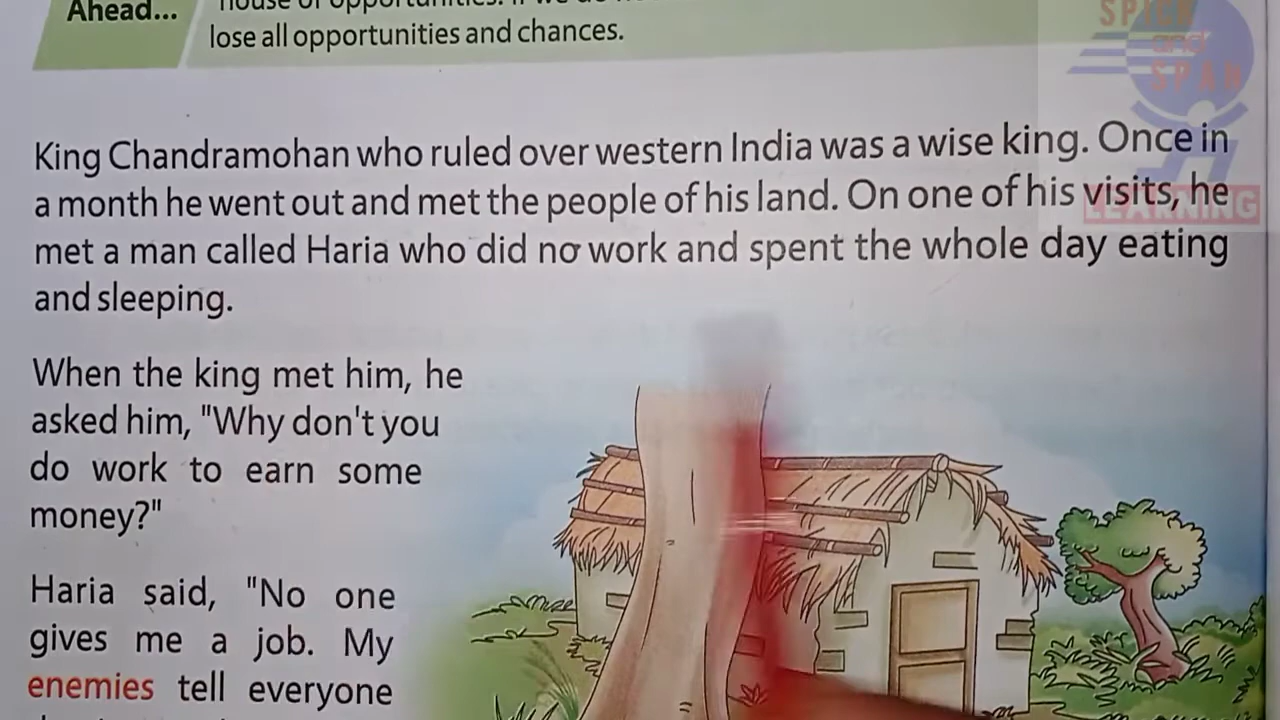 Ahead...
lose all opportunities and chances.
SPICK
and
SPAN
LEARNING
King Chandramohan who ruled over western India was a wise king. Once in
a month he went out and met the people of his land. On one of his visits, he
met a man called Haria who did no work and spent the whole day eating
and sleeping.
When the king met him, he
asked him, "Why don't you
do work to earn some
money?"
Haria said, "No one
gives me a job. My
enemies tell everyone